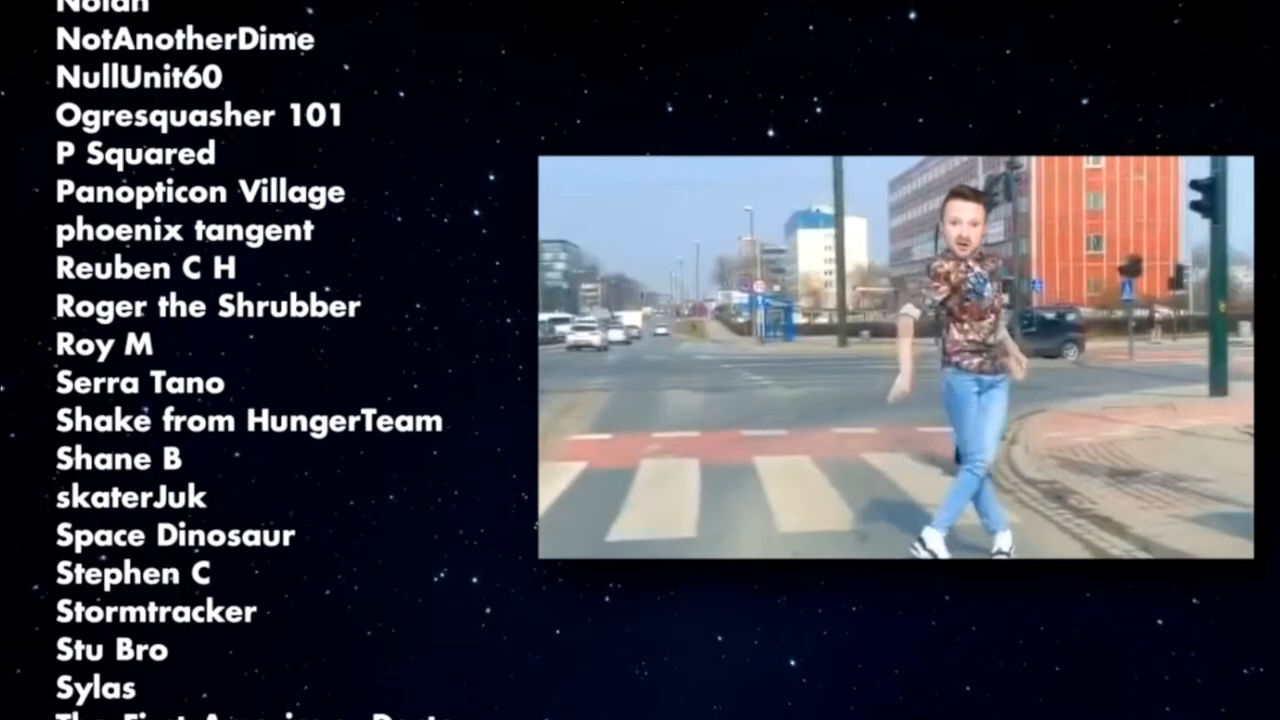 Nolan
NotAnotherDime
NullUnit60
Ogresquasher 101
P Squared
Panopticon Village
phoenix tangent
Reuben C H
Roger the Shrubber
Roy M
Serra Tano
Shake from HungerTeam
Shane B
skaterJuk
Space Dinosaur
Stephen C
Stormtracker
Stu Bro
Sylas